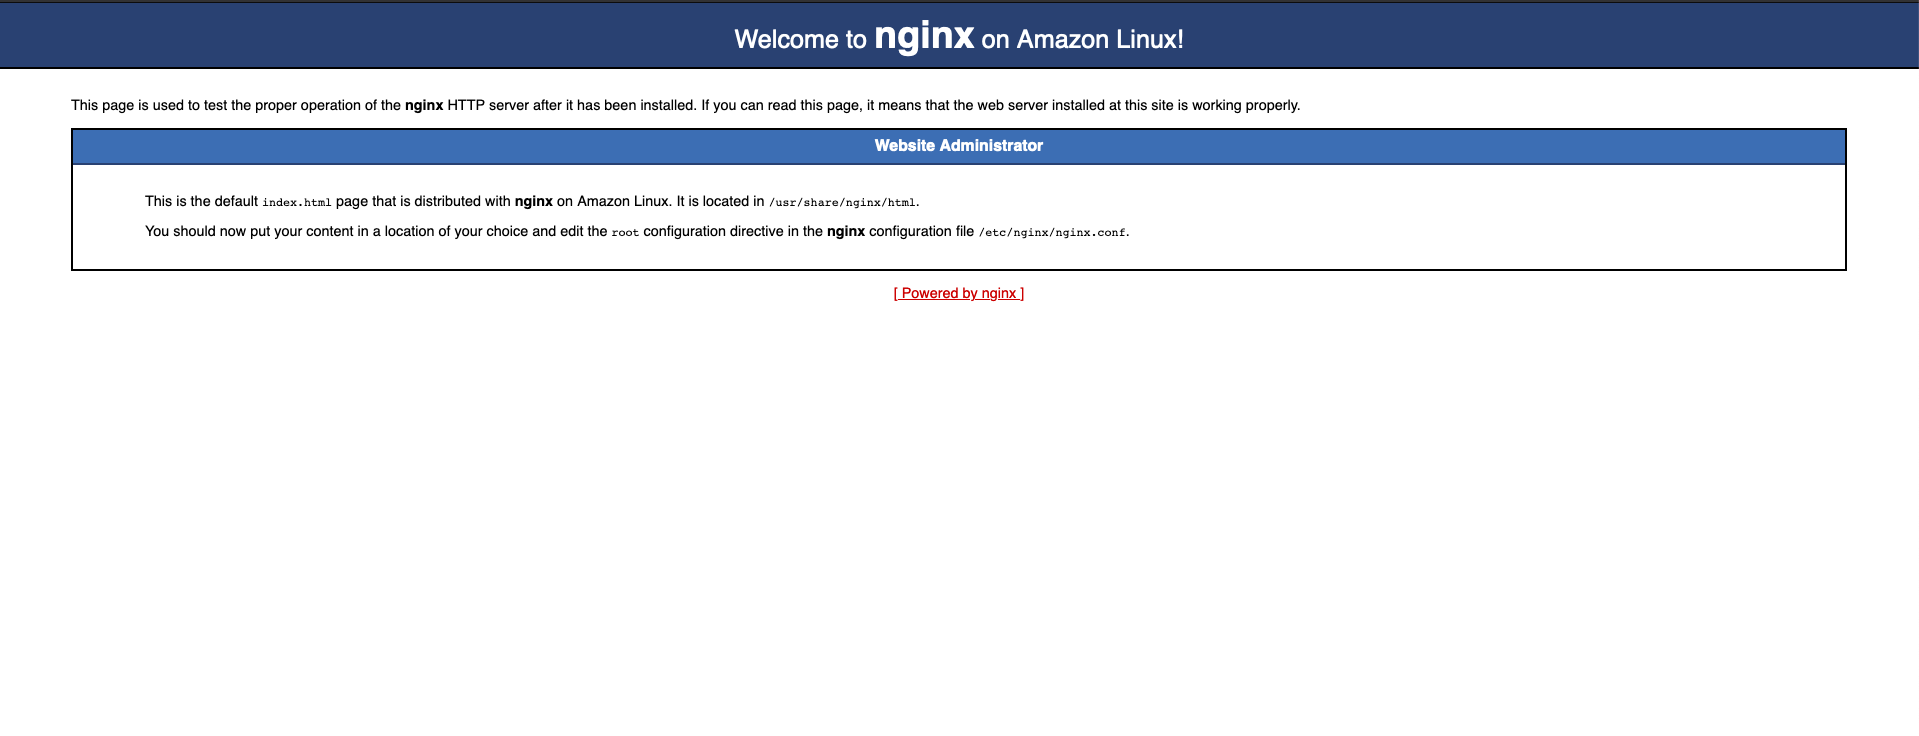 Welcome to nginx on Amazon Linux!
This page is used to test the proper operation of the nginx HTTP server after it has been installed. If you can read this page, it means that the web server installed at this site is working properly.
Website Administrator
This is the default index.html page that is distributed with nginx on Amazon Linux. It is located in /usr/share/nginx/html.
You should now put your content in a location of your choice and edit the root configuration directive in the nginx configuration file /etc/nginx/nginx.conf.
[ Powered by nginx ]